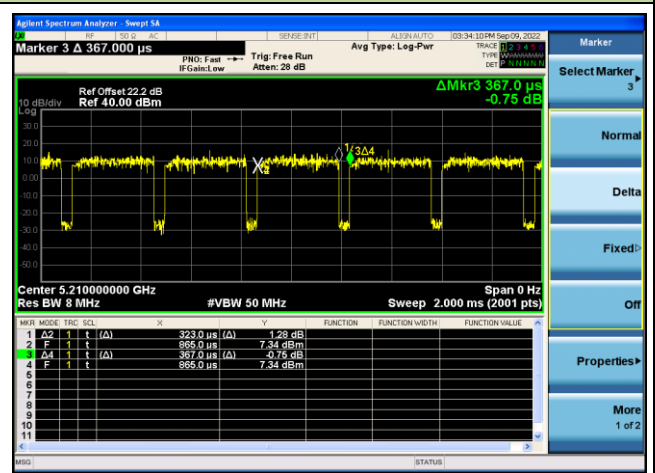 Agilent Spectrum Analyzer - Swept SA
RF 50 Ω AC SENSE:INT ALIGN AUTO 03:34:10 PM Sep 09, 2022
Marker 3 Δ 367.000 µs
PNO: Fast Trig: Free Run
IFGain:Low Atten: 28 dB
Avg Type: Log-Pwr
TRACE 1 2 3 4 5 6
TYPE
DET P N N N N N
Marker
Select Marker
3
Normal
Delta
Fixed
Off
Properties
More
1 of 2
ΔMkr3 367.0 µs
-0.75 dB
Ref Offset 22.2 dB
10 dB/div Ref 40.00 dBm
Log
30.0
20.0
10.0
0.00
-10.0
-20.0
-30.0
-40.0
-50.0
3Δ4
Center 5.210000000 GHz Span 0 Hz
Res BW 8 MHz #VBW 50 MHz Sweep 2.000 ms (2001 pts)
MKR MODE TRC SCL X Y FUNCTION FUNCTION WIDTH FUNCTION VALUE
1 Δ2 1 t (Δ) 323.0 µs (Δ) 1.28 dB
2 F 1 t 865.0 µs 7.34 dBm
3 Δ4 1 t (Δ) 367.0 µs (Δ) -0.75 dB
4 F 1 t 865.0 µs 7.34 dBm
5
6
7
8
9
10
11
MSG STATUS